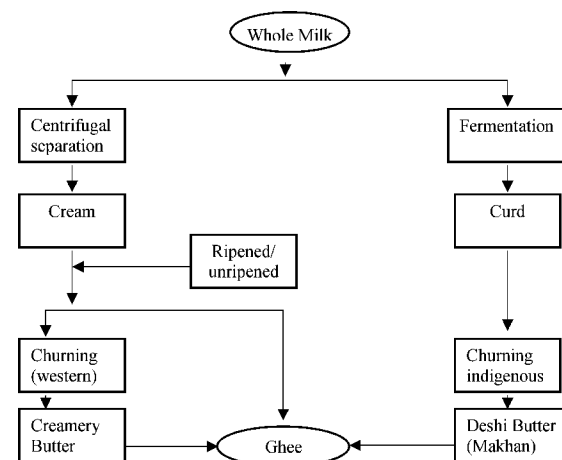 Whole Milk
Centrifugal
separation
Fermentation
Cream
Curd
Ripened/
unripened
Churning
(western)
Churning
indigenous
Creamery
Butter
Ghee
Deshi Butter
(Makhan)